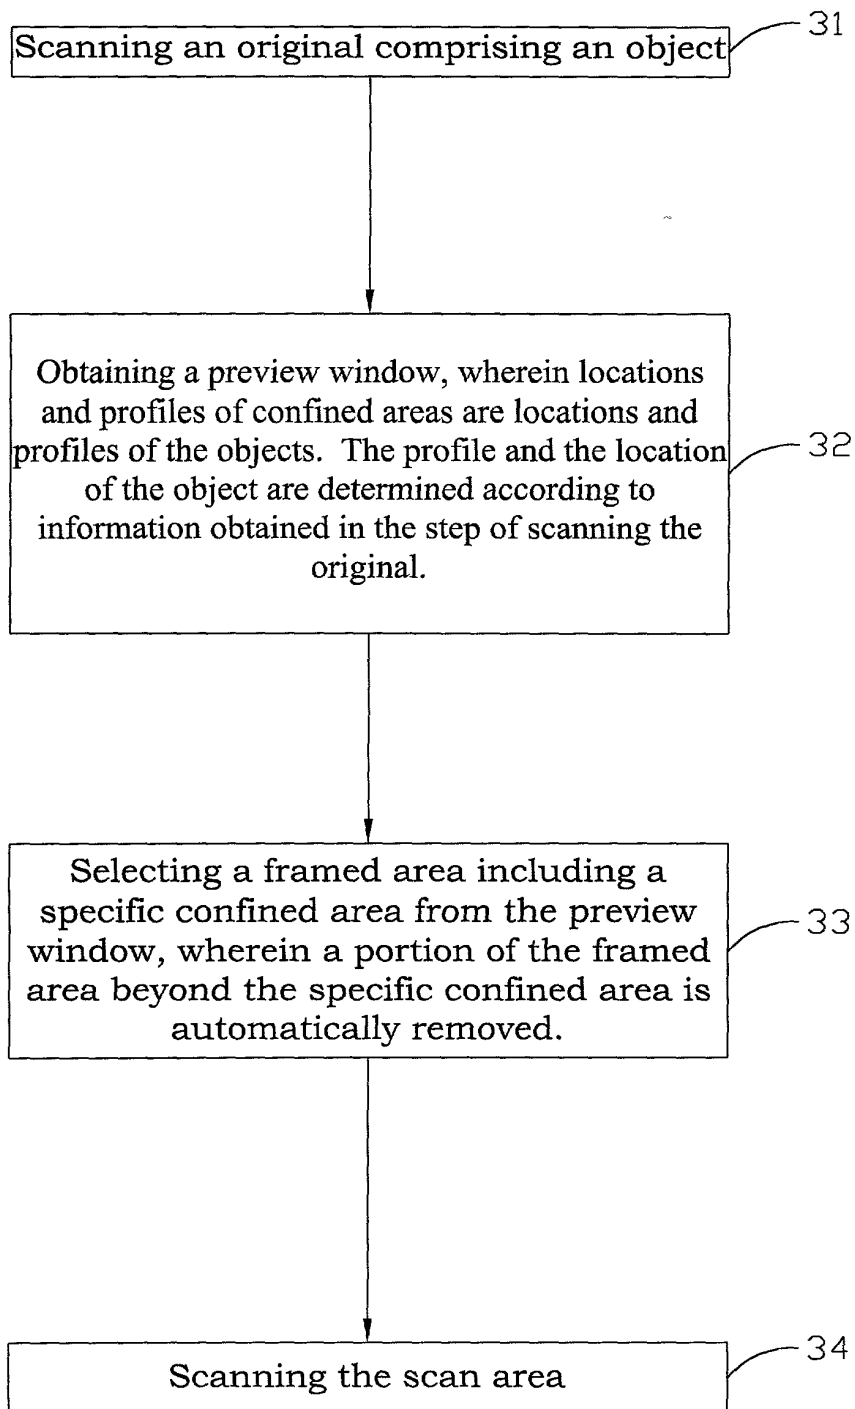 Scanning an original comprising an object
31
Obtaining a preview window, wherein locations
and profiles of confined areas are locations and
profiles of the objects. The profile and the location
of the object are determined according to
information obtained in the step of scanning the
original.
32
Selecting a framed area including a
specific confined area from the preview
window, wherein a portion of the framed
area beyond the specific confined area is
automatically removed.
33
Scanning the scan area
34